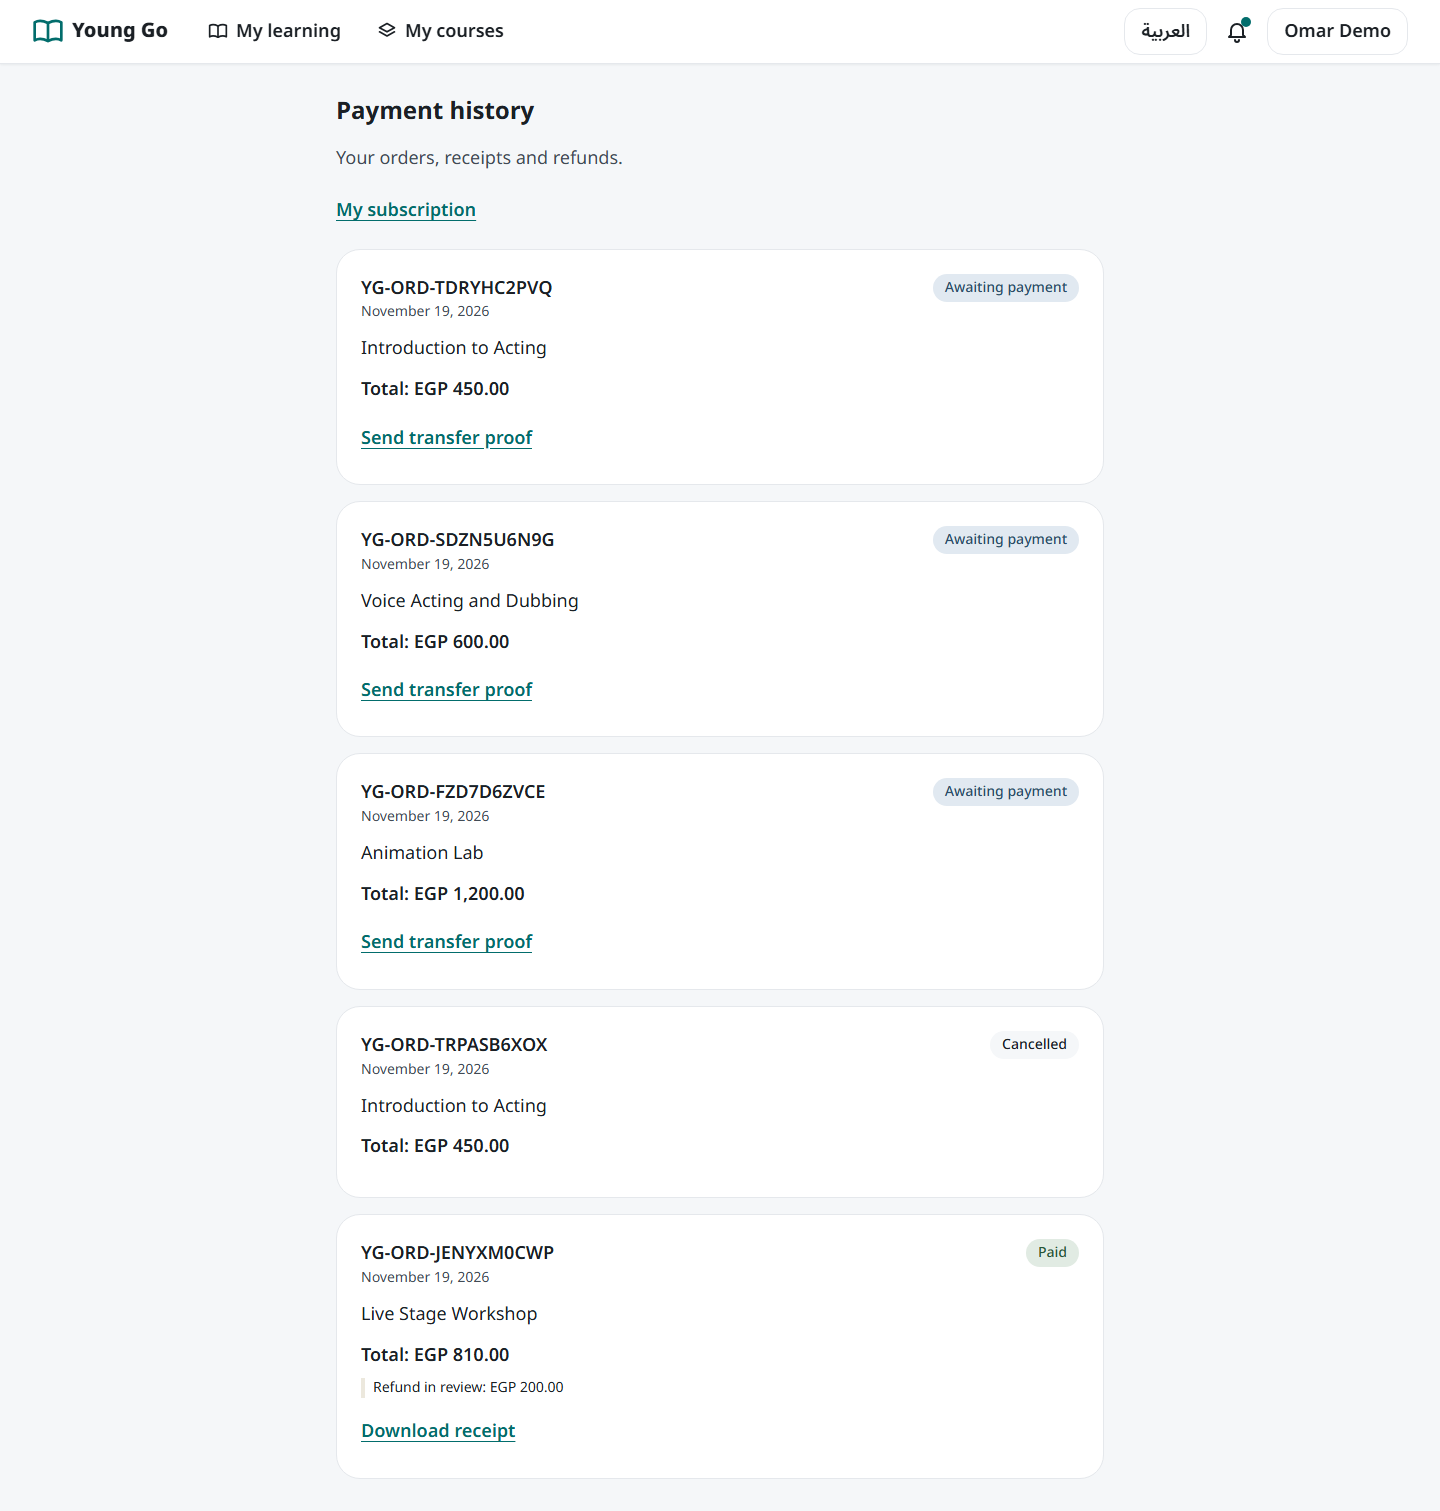 Young Go
My learning
My courses
العربية
Omar Demo
Payment history
Your orders, receipts and refunds.
My subscription
YG-ORD-TDRYHC2PVQ
Awaiting payment
November 19, 2026
Introduction to Acting
Total: EGP 450.00
Send transfer proof
YG-ORD-SDZN5U6N9G
Awaiting payment
November 19, 2026
Voice Acting and Dubbing
Total: EGP 600.00
Send transfer proof
YG-ORD-FZD7D6ZVCE
Awaiting payment
November 19, 2026
Animation Lab
Total: EGP 1,200.00
Send transfer proof
YG-ORD-TRPASB6XOX
Cancelled
November 19, 2026
Introduction to Acting
Total: EGP 450.00
YG-ORD-JENYXM0CWP
Paid
November 19, 2026
Live Stage Workshop
Total: EGP 810.00
Refund in review: EGP 200.00
Download receipt